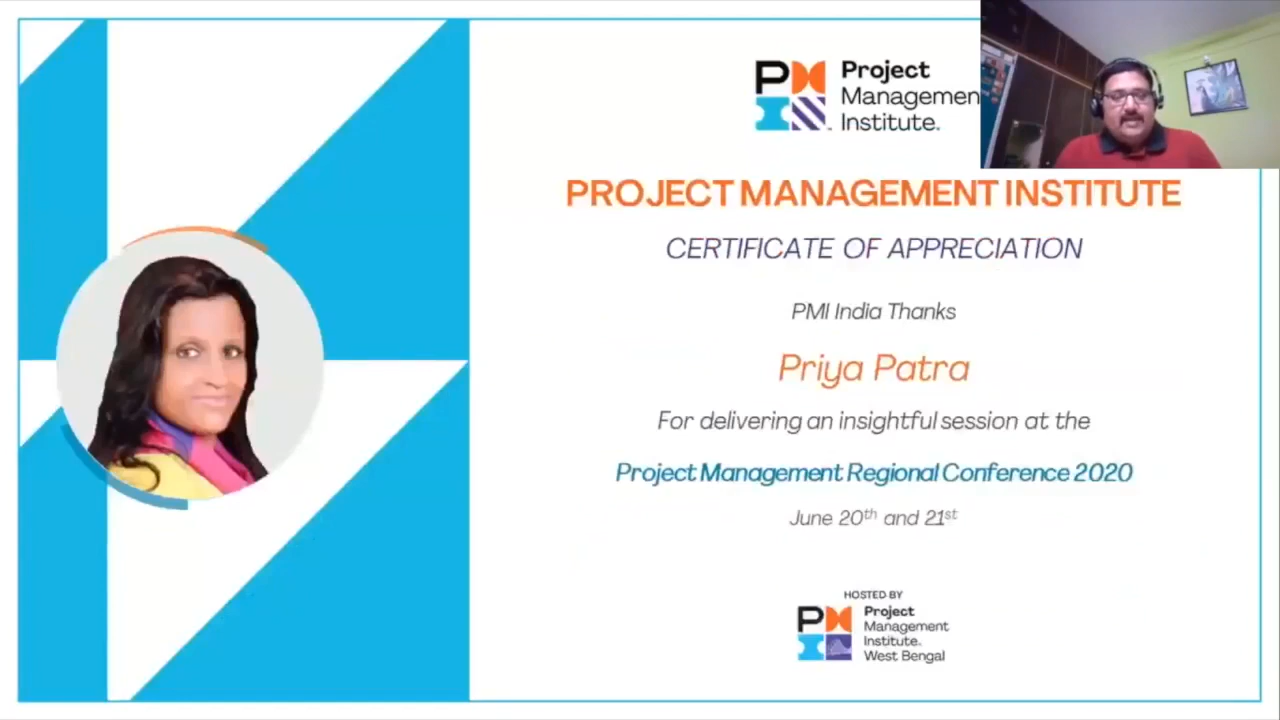 Project
Managemen
Institute.
PROJECT MANAGEMENT INSTITUTE
CERTIFICATE OF APPRECIATION
PMI India Thanks
Priya Patra
For delivering an insightful session at the
Project Management Regional Conference 2020
June 20th and 21st
HOSTED BY
Project
Management
Institute.
West Bengal